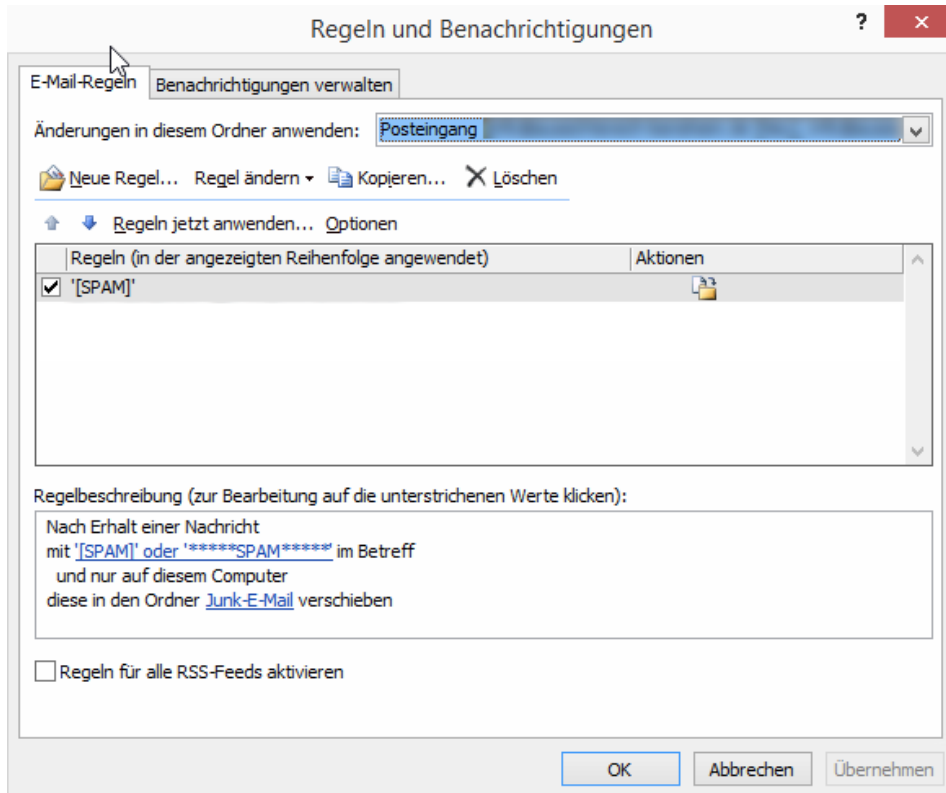 Regeln und Benachrichtigungen
E-Mail-Regeln Benachrichtigungen verwalten
Änderungen in diesem Ordner anwenden: Posteingang
Neue Regel... Regel ändern Kopieren... Löschen
Regeln jetzt anwenden... Optionen
Regeln (in der angezeigten Reihenfolge angewendet) Aktionen
'[SPAM]'
Regelbeschreibung (zur Bearbeitung auf die unterstrichenen Werte klicken):
Nach Erhalt einer Nachricht
mit '[SPAM]' oder '*****SPAM*****' im Betreff
und nur auf diesem Computer
diese in den Ordner Junk-E-Mail verschieben
Regeln für alle RSS-Feeds aktivieren
OK Abbrechen Übernehmen